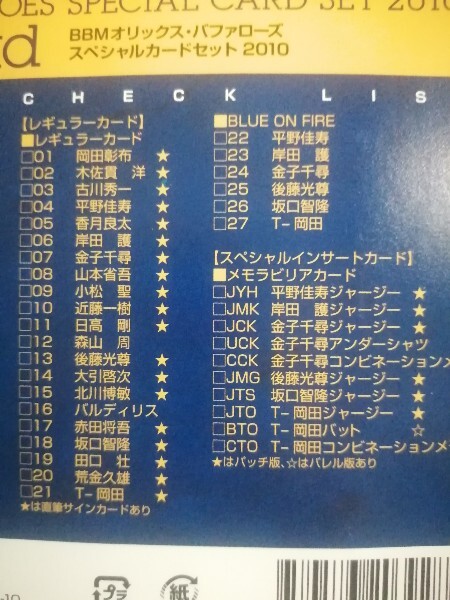 OES SPECIAL CARD SET 2010
rd
BBMオリックス・バファローズ
スペシャルカードセット 2010
CHECK LIS
【レギュラーカード】
■レギュラーカード
□01 岡田彰布 ★
□02 木佐貫 洋 ★
□03 古川秀一 ★
□04 平野佳寿 ★
□05 香月良太 ★
□06 岸田 護 ★
□07 金子千尋 ★
□08 山本省吾 ★
□09 小松 聖 ★
□10 近藤一樹 ★
□11 日高 剛 ★
□12 森山 周
□13 後藤光尊 ★
□14 大引啓次 ★
□15 北川博敏 ★
□16 バルディリス
□17 赤田将吾 ★
□18 坂口智隆 ★
□19 田口 壮 ★
□20 荒金久雄 ★
□21 T-岡田 ★
★は直筆サインカードあり
■BLUE ON FIRE
□22 平野佳寿
□23 岸田 護
□24 金子千尋
□25 後藤光尊
□26 坂口智隆
□27 T-岡田
【スペシャルインサートカード】
■メモラビリアカード
□JYH 平野佳寿ジャージー ★
□JMK 岸田 護ジャージー ★
□JCK 金子千尋ジャージー ★
□UCK 金子千尋アンダーシャツ
□CCK 金子千尋コンビネーションメ
□JMG 後藤光尊ジャージー ★
□JTS 坂口智隆ジャージー ★
□JTO T-岡田ジャージー ★
□BTO T-岡田バット ☆
□CTO T-岡田コンビネーションメ
★はパッチ版、☆はバレル版あり
-10
プラ
紙